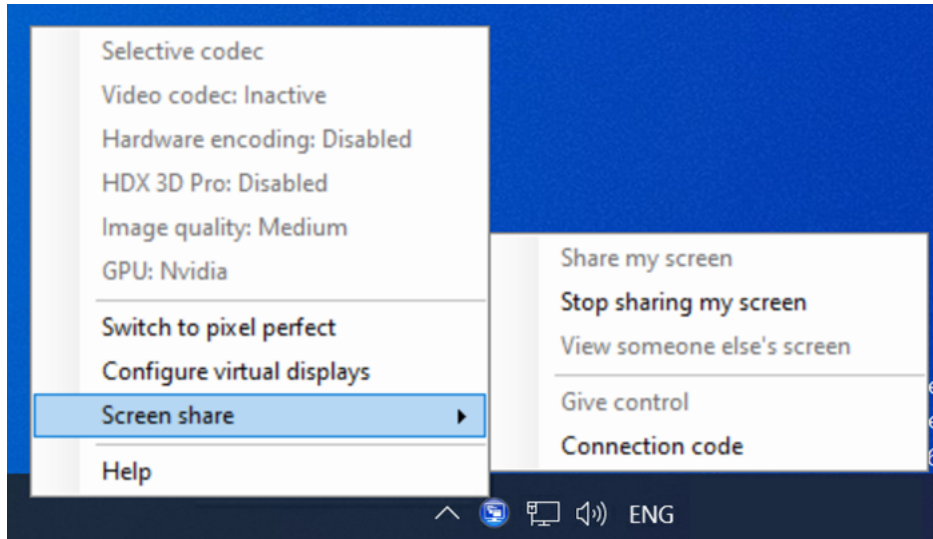 Selective codec
Video codec: Inactive
Hardware encoding: Disabled
HDX 3D Pro: Disabled
Image quality: Medium
GPU: Nvidia
Switch to pixel perfect
Configure virtual displays
Screen share
Help
Share my screen
Stop sharing my screen
View someone else's screen
Give control
Connection code
ENG